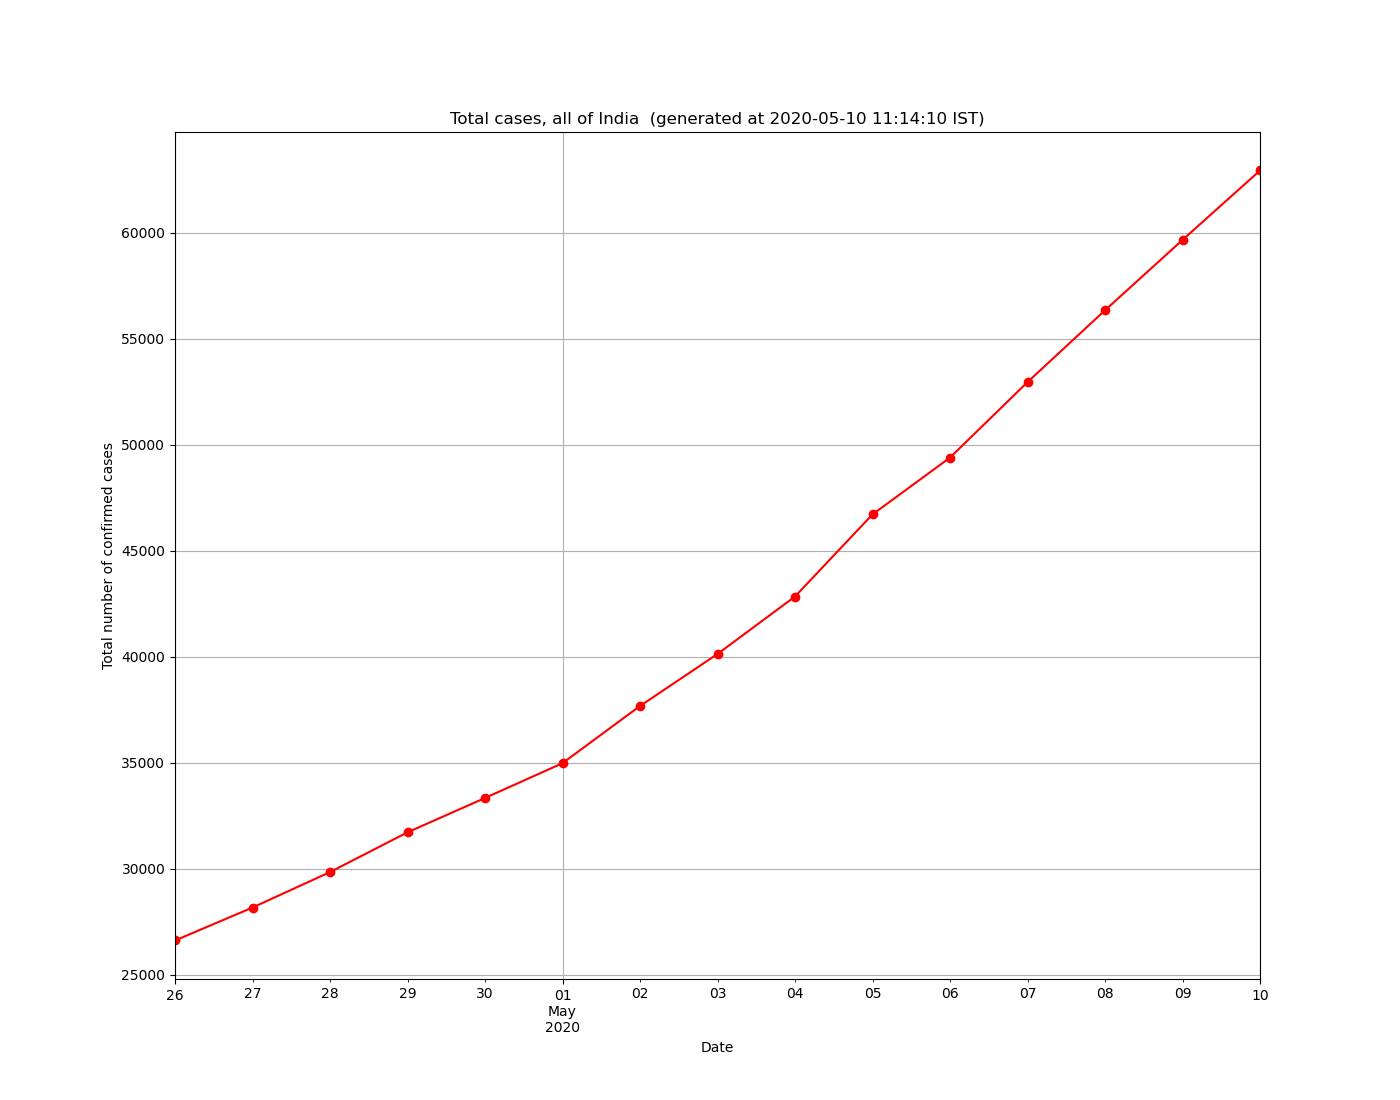 Total cases, all of India  (generated at 2020-05-10 11:14:10 IST)
Total number of confirmed cases
60000
55000
50000
45000
40000
35000
30000
25000
26 27 28 29 30 01 02 03 04 05 06 07 08 09 10
May
2020
Date